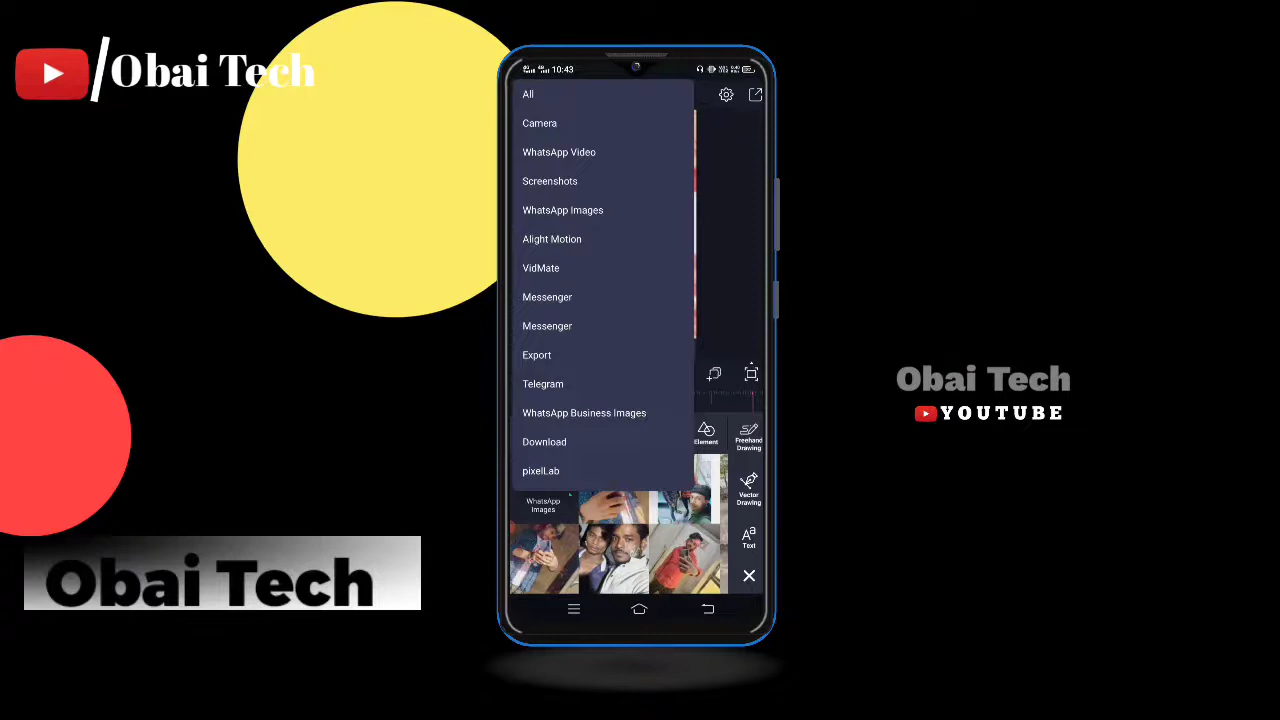 /Obai Tech
10:43
All
Camera
WhatsApp Video
Screenshots
WhatsApp Images
Alight Motion
VidMate
Messenger
Messenger
Export
Telegram
WhatsApp Business Images
Download
pixelLab
Element
Freehand
Drawing
WhatsApp
Images
Vector
Drawing
Aa
Text
Obai Tech
YOUTUBE
Obai Tech